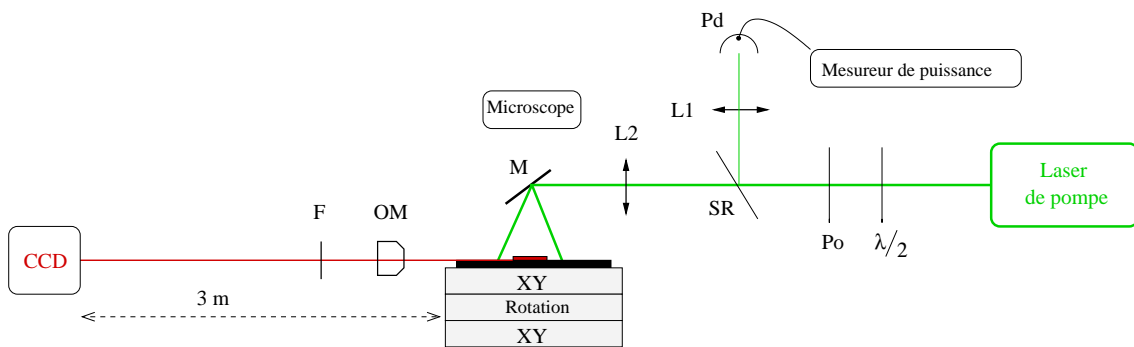 Pd
Mesureur de puissance
Microscope
L1
L2
M
Laser
de pompe
SR
F
OM
Po
λ/2
CCD
XY
3 m
Rotation
XY